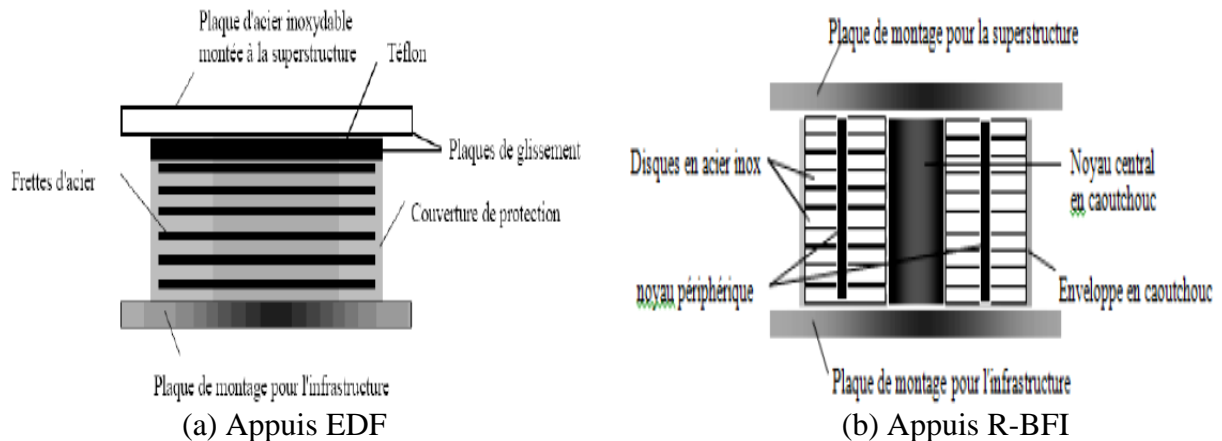 Plaque d'acier inoxydable
montée à la superstructure
Téflon
Plaques de glissement
Frettes d'acier
Couverture de protection
Plaque de montage pour l'infrastructure
(a) Appuis EDF
Plaque de montage pour la superstructure
Disques en acier inox
Noyau central
en caoutchouc
noyau périphérique
Enveloppe en caoutchouc
Plaque de montage pour l'infrastructure
(b) Appuis R-BFI